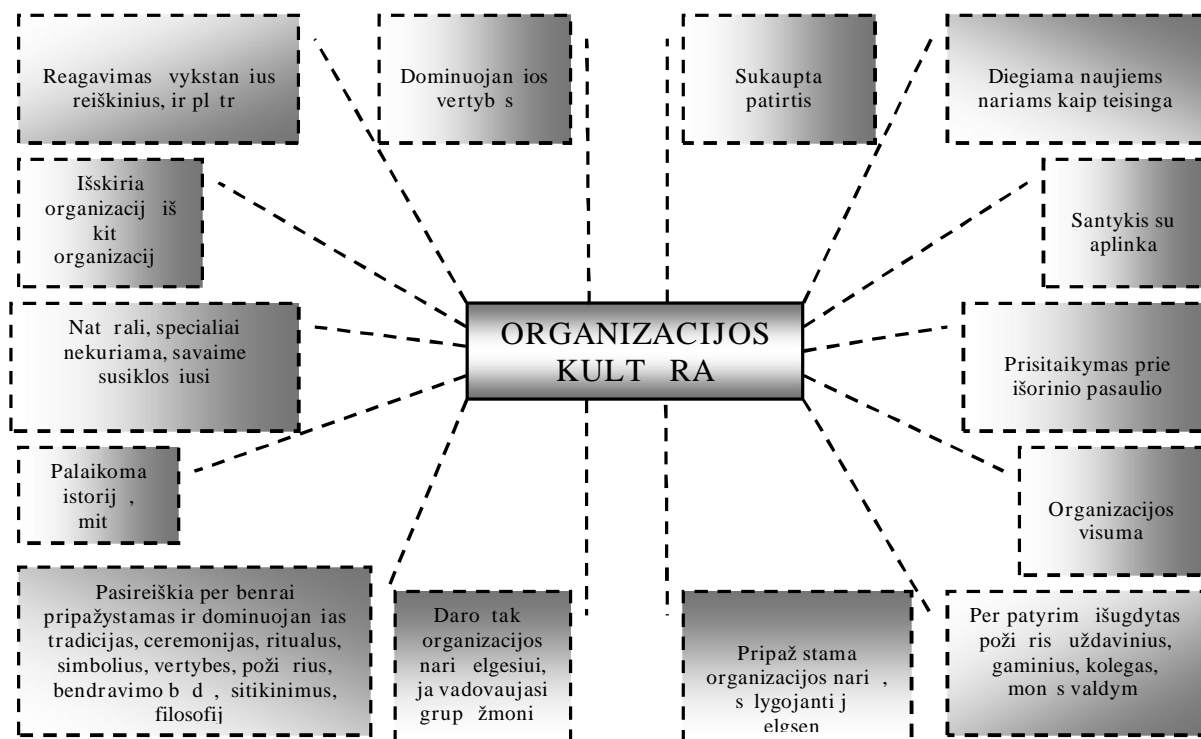 Reagavimas vykstan ius
reiškinius, ir pl tr
Dominuojan ios
vertyb s
Sukaupta
patirtis
Diegiama naujiems
nariams kaip teisinga
Išskiria
organizacij iš
kit
organizacij
Santykis su
aplinka
Nat rali, specialiai
nekuriama, savaime
susiklos iusi
ORGANIZACIJOS
KULT RA
Prisitaikymas prie
išorinio pasaulio
Palaikoma
istorij ,
mit
Organizacijos
visuma
Pasireiškia per benrai
pripažystamas ir dominuojan ias
tradicijas, ceremonijas, ritualus,
simbolius, vertybes, poži rius,
bendravimo b d , sitikinimus,
filosofij
Daro tak
organizacijos
nari elgesiui,
ja vadovaujasi
grup žmoni
Pripaž stama
organizacijos nari ,
s lygojanti j
elgsen
Per patyrim išugdytas
poži ris uždavinius,
gaminius, kolegas,
mon s valdym